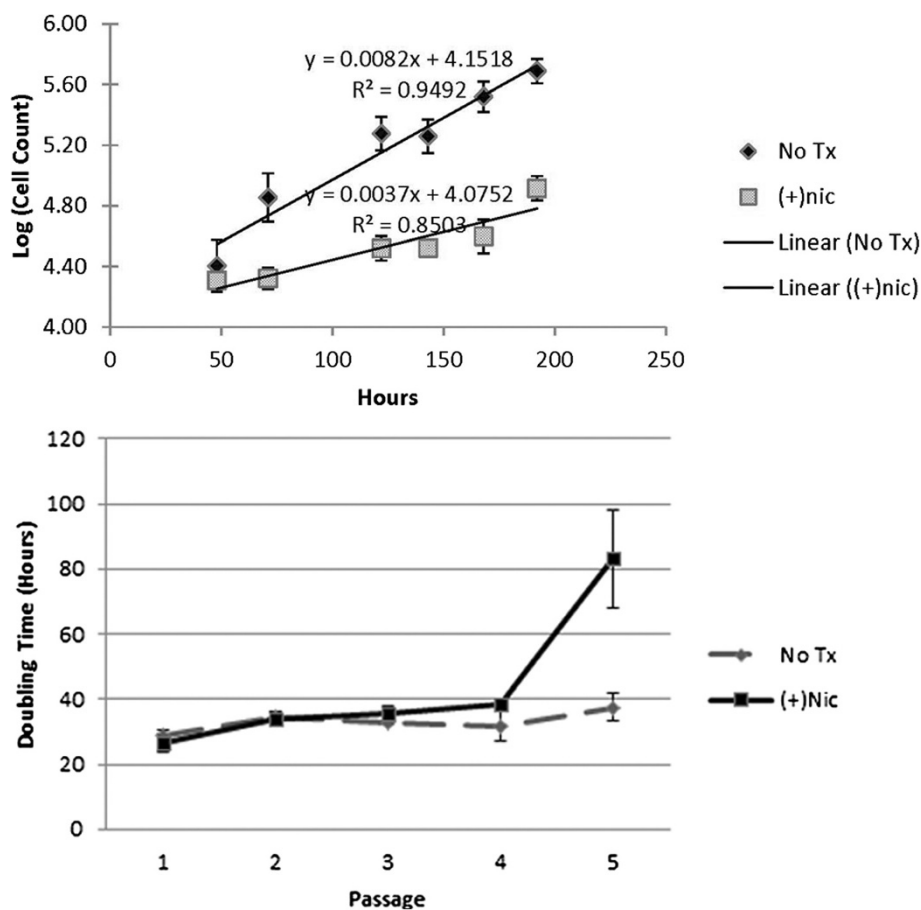 6.00
5.60
5.20
4.80
4.40
4.00
Log (Cell Count)
y = 0.0082x + 4.1518
R² = 0.9492
y = 0.0037x + 4.0752
R² = 0.8503
0 50 100 150 200 250
Hours
No Tx
(+)nic
Linear (No Tx)
Linear ((+)nic)
120
100
80
60
40
20
0
Doubling Time (Hours)
1 2 3 4 5
Passage
No Tx
(+)Nic